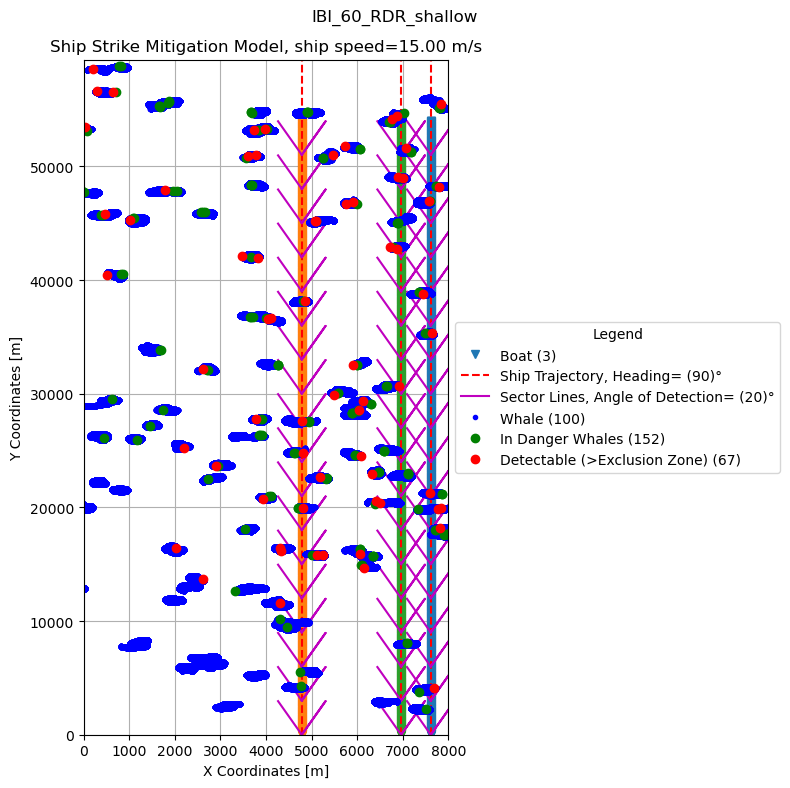 IBI_60_RDR_shallow
Ship Strike Mitigation Model, ship speed=15.00 m/s
Y Coordinates [m]
50000
40000
30000
20000
10000
0
0 1000 2000 3000 4000 5000 6000 7000 8000
X Coordinates [m]
Legend
Boat (3)
Ship Trajectory, Heading= (90)°
Sector Lines, Angle of Detection= (20)°
Whale (100)
In Danger Whales (152)
Detectable (>Exclusion Zone) (67)